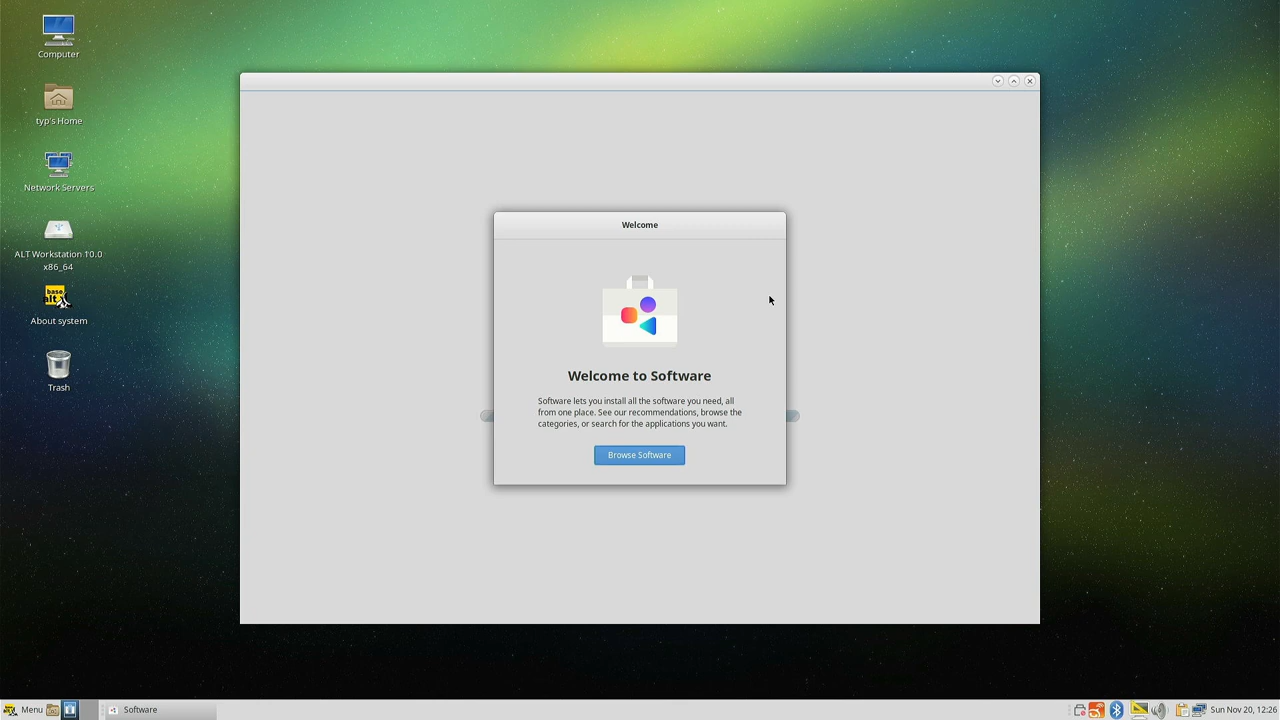 Computer
typ's Home
Network Servers
ALT Workstation 10.0
x86_64
base
alt
About system
Trash
Welcome
Welcome to Software
Software lets you install all the software you need, all
from one place. See our recommendations, browse the
categories, or search for the applications you want.
Browse Software
Menu
Software
Sun Nov 20, 12:26